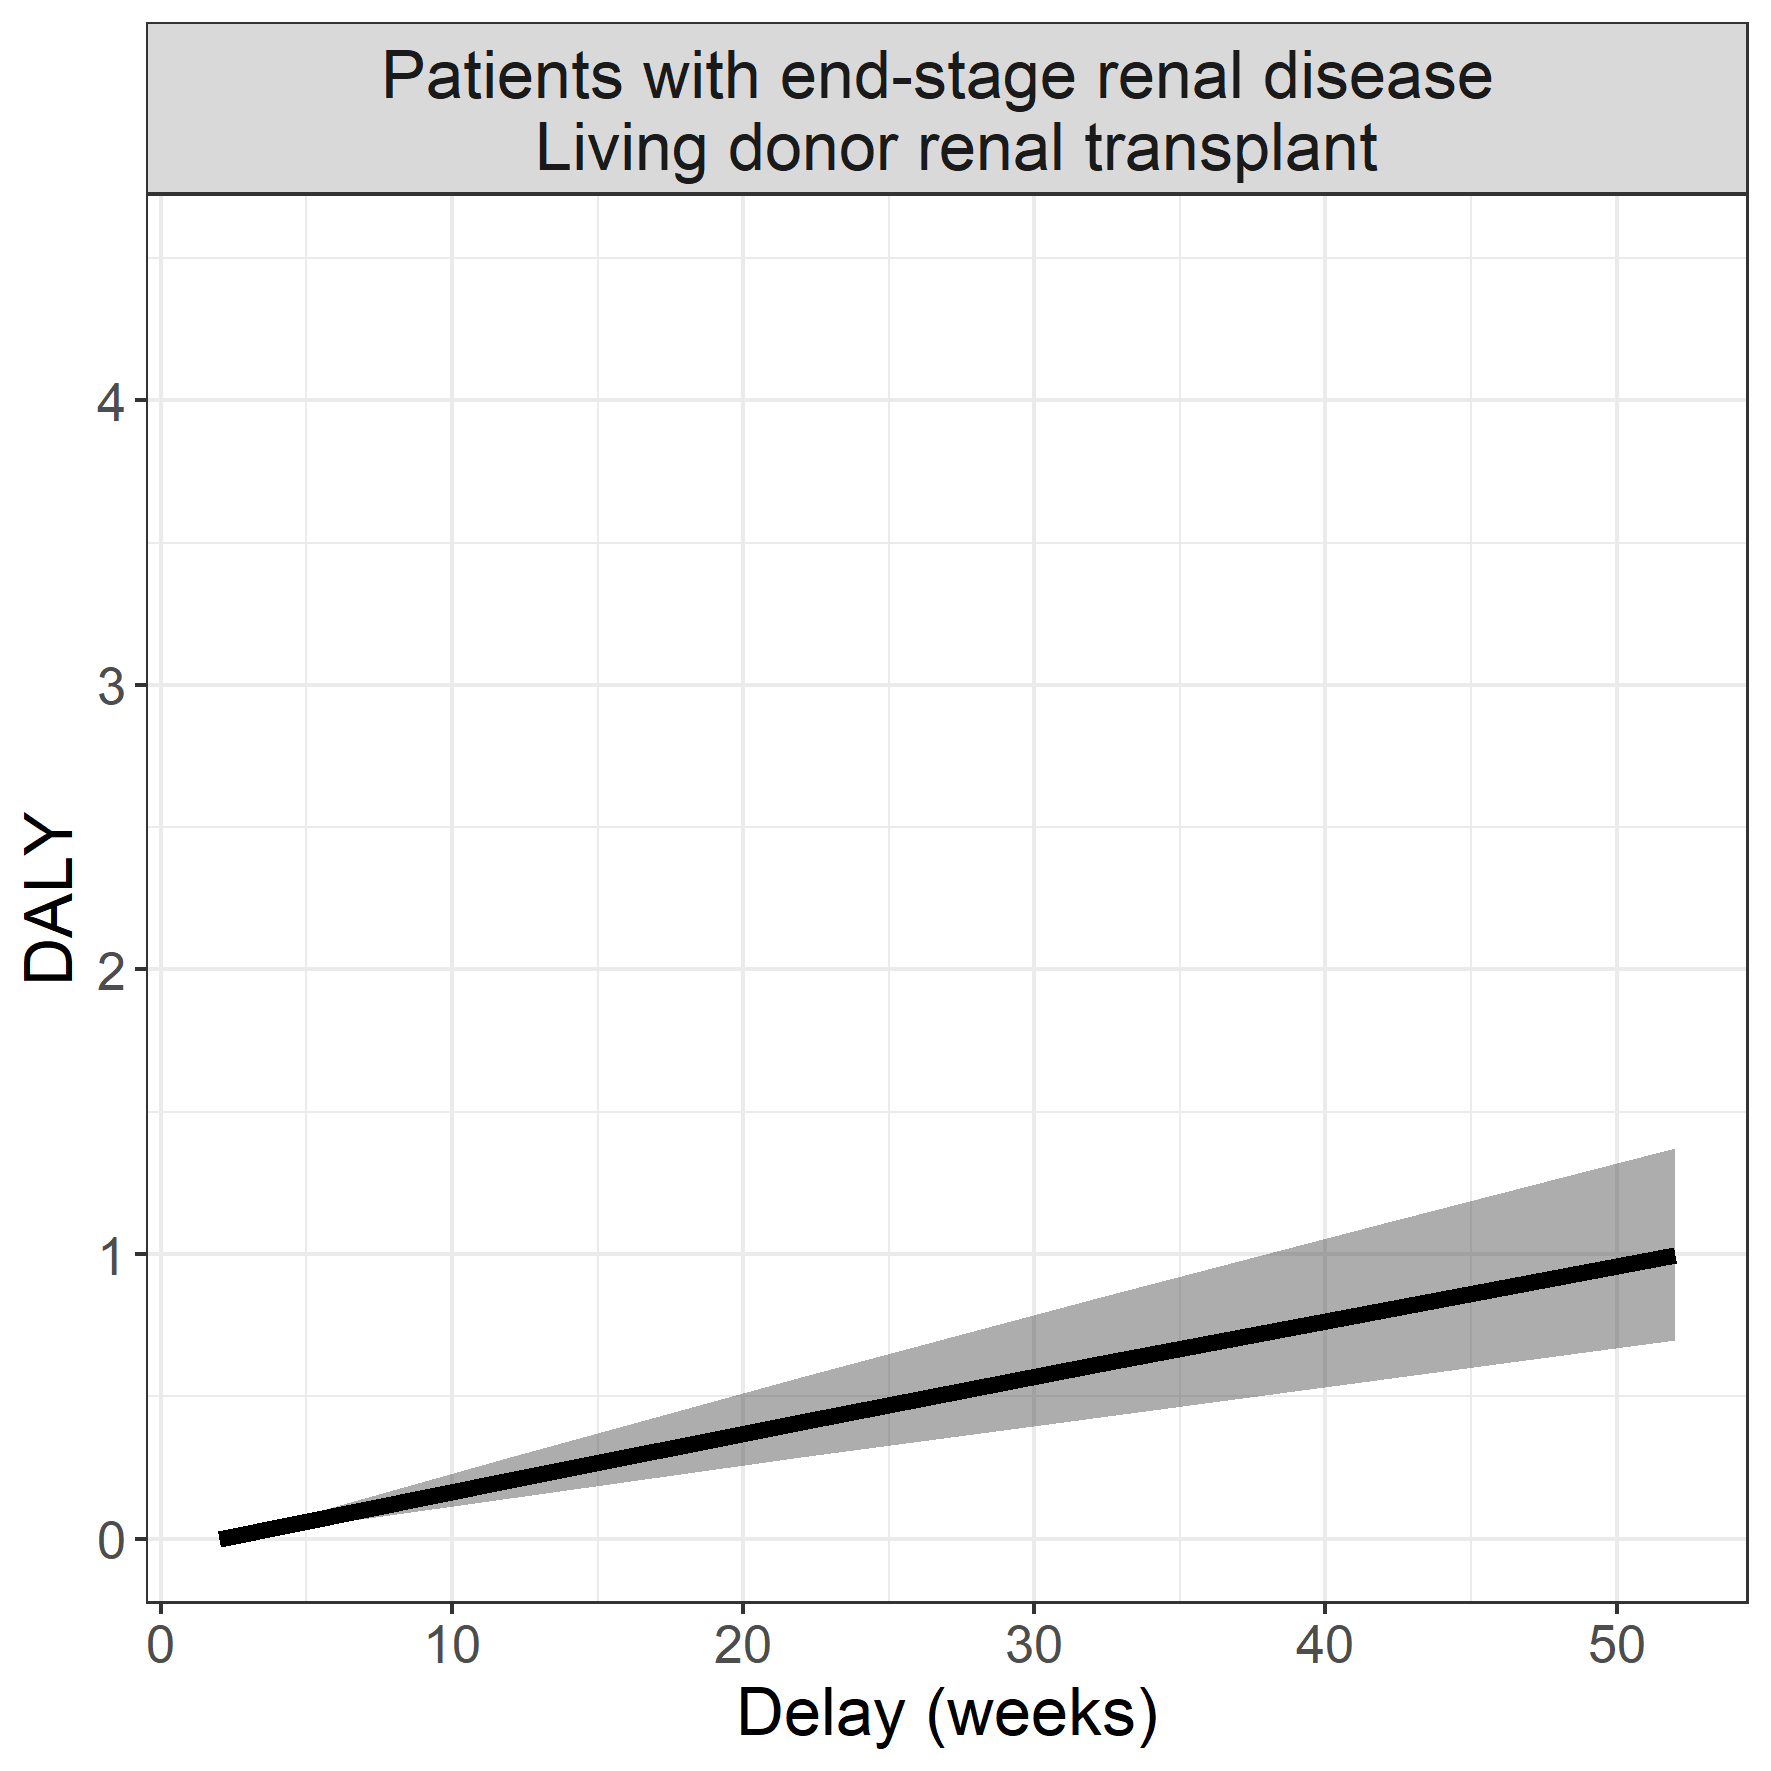 Patients with end-stage renal disease
Living donor renal transplant
4
3
2
1
0
DALY
0 10 20 30 40 50
Delay (weeks)